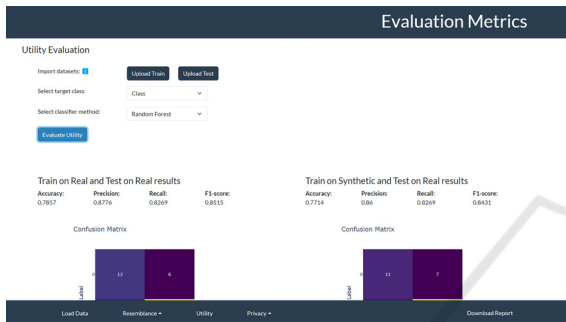 Evaluation Metrics
Utility Evaluation
Import datasets: i Upload Train Upload Test
Select target class: Class
Select classifier method: Random Forest
Evaluate Utility
Train on Real and Test on Real results
Accuracy: Precision: Recall: F1-score:
0.7857 0.8776 0.8269 0.8515
Confusion Matrix
0 12 6
Label
Train on Synthetic and Test on Real results
Accuracy: Precision: Recall: F1-score:
0.7714 0.86 0.8269 0.8431
Confusion Matrix
0 11 7
Label
Load Data Resemblance Utility Privacy Download Report